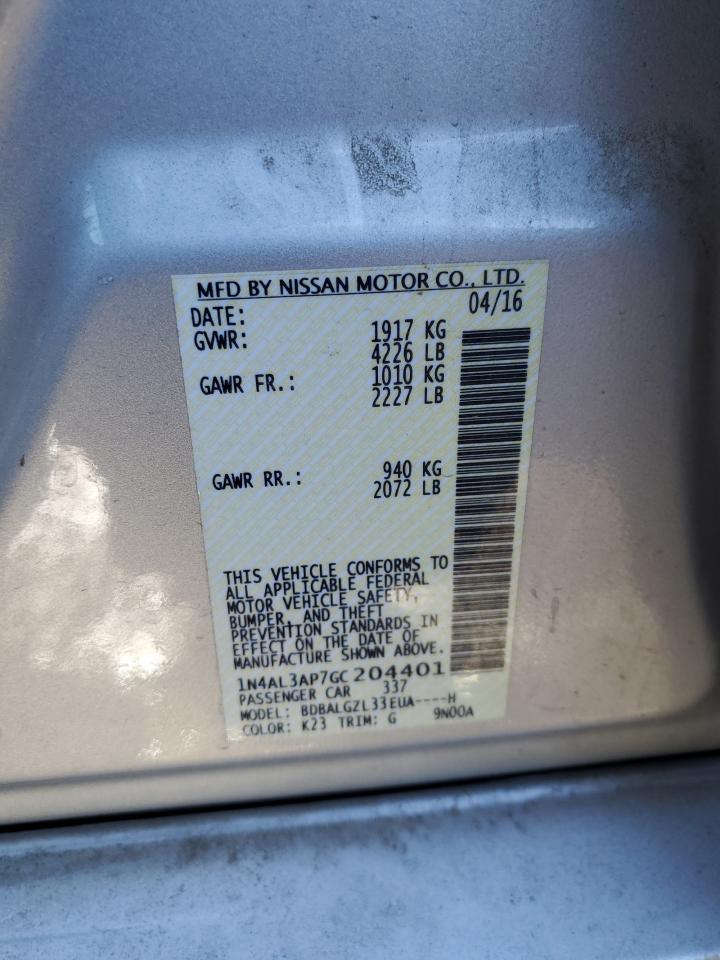 MFD BY NISSAN MOTOR CO., LTD.
DATE: 04/16
GVWR: 1917 KG
4226 LB
GAWR FR.: 1010 KG
2227 LB
GAWR RR.: 940 KG
2072 LB
THIS VEHICLE CONFORMS TO
ALL APPLICABLE FEDERAL
MOTOR VEHICLE SAFETY,
BUMPER, AND THEFT
PREVENTION STANDARDS IN
EFFECT ON THE DATE OF
MANUFACTURE SHOWN ABOVE.
1N4AL3AP7GC204401
PASSENGER CAR 337
MODEL: BDBALGZL33EUA----H
COLOR: K23 TRIM: G 9N00A